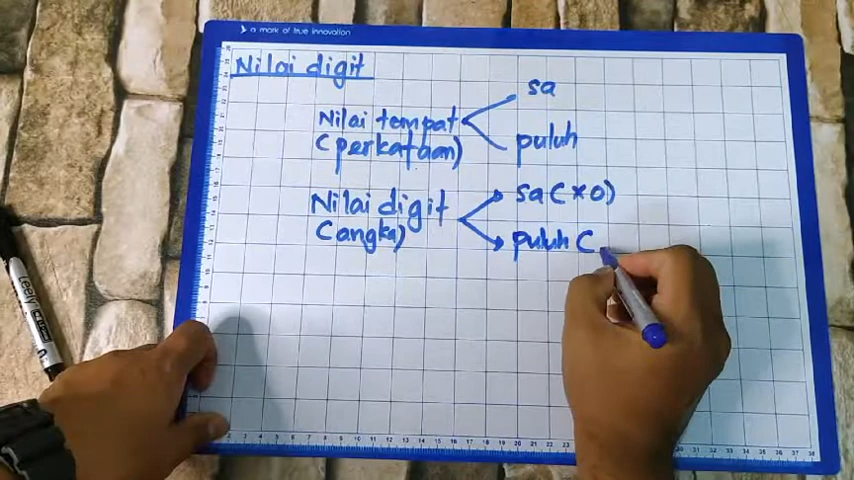 a mark of true innovation
Nilai digit
sa
Nilai tempat
(perkataan)
puluh
Nilai digit
(angka)
sa (×0)
puluh (